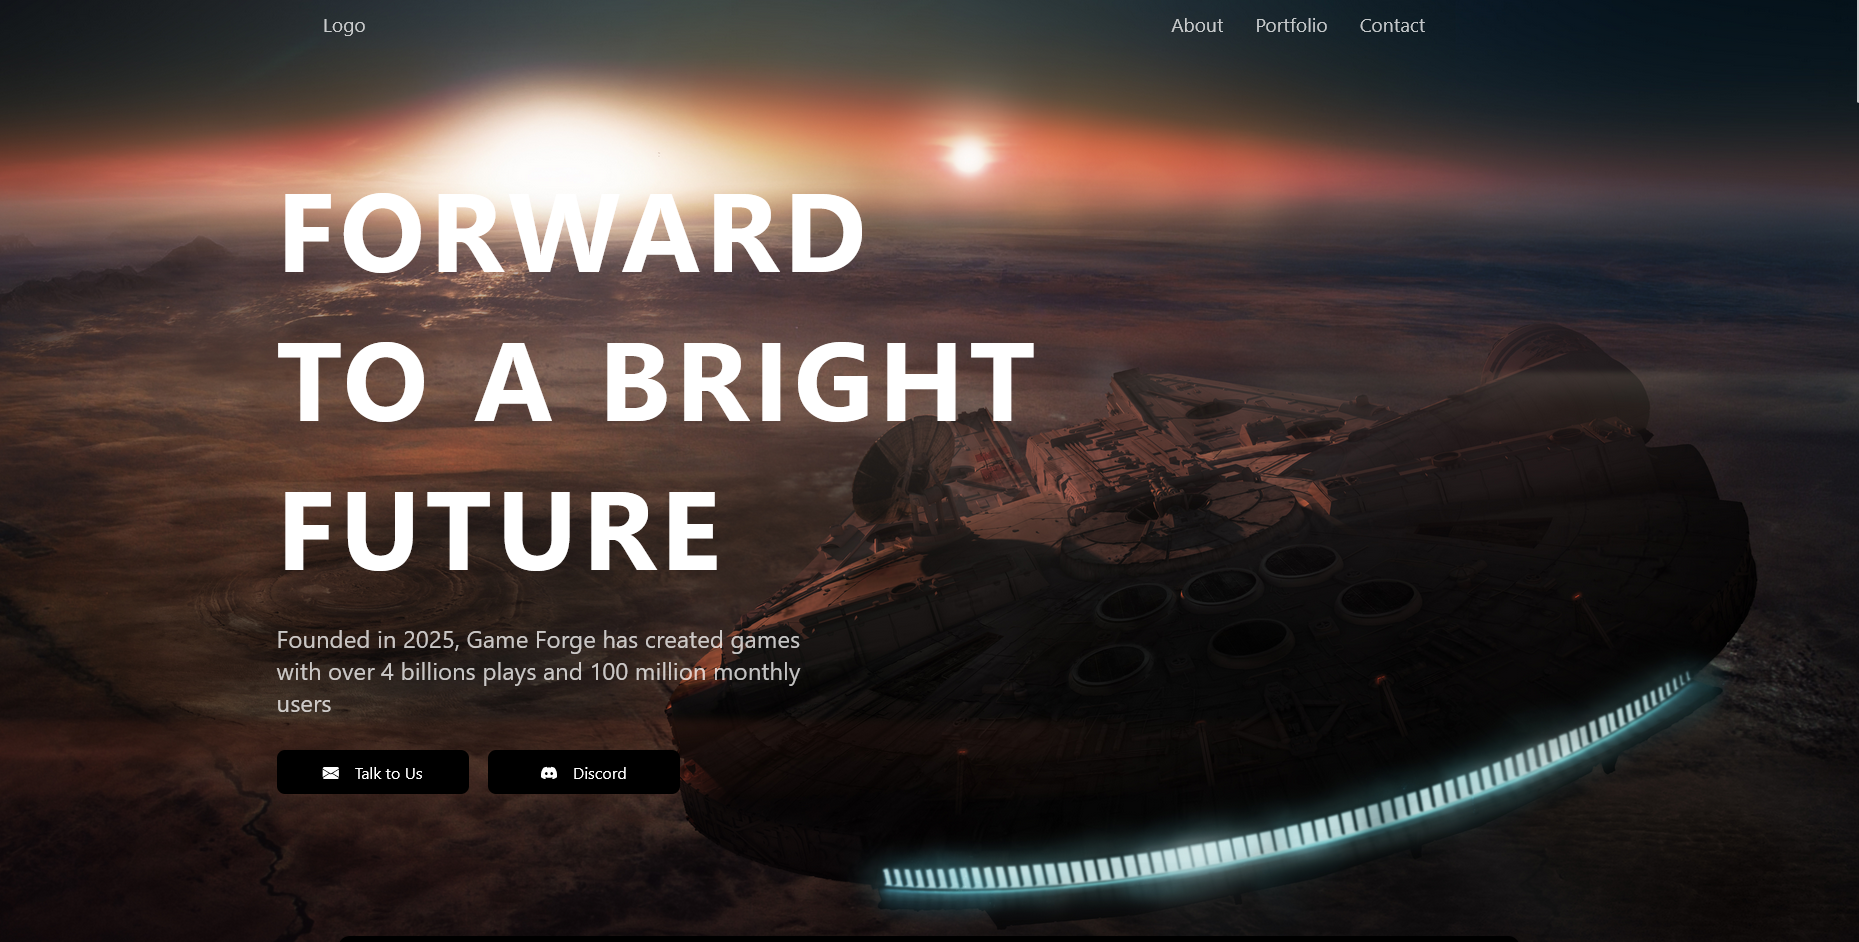 Logo
About Portfolio Contact
FORWARD
TO A BRIGHT
FUTURE
Founded in 2025, Game Forge has created games
with over 4 billions plays and 100 million monthly
users
Talk to Us
Discord